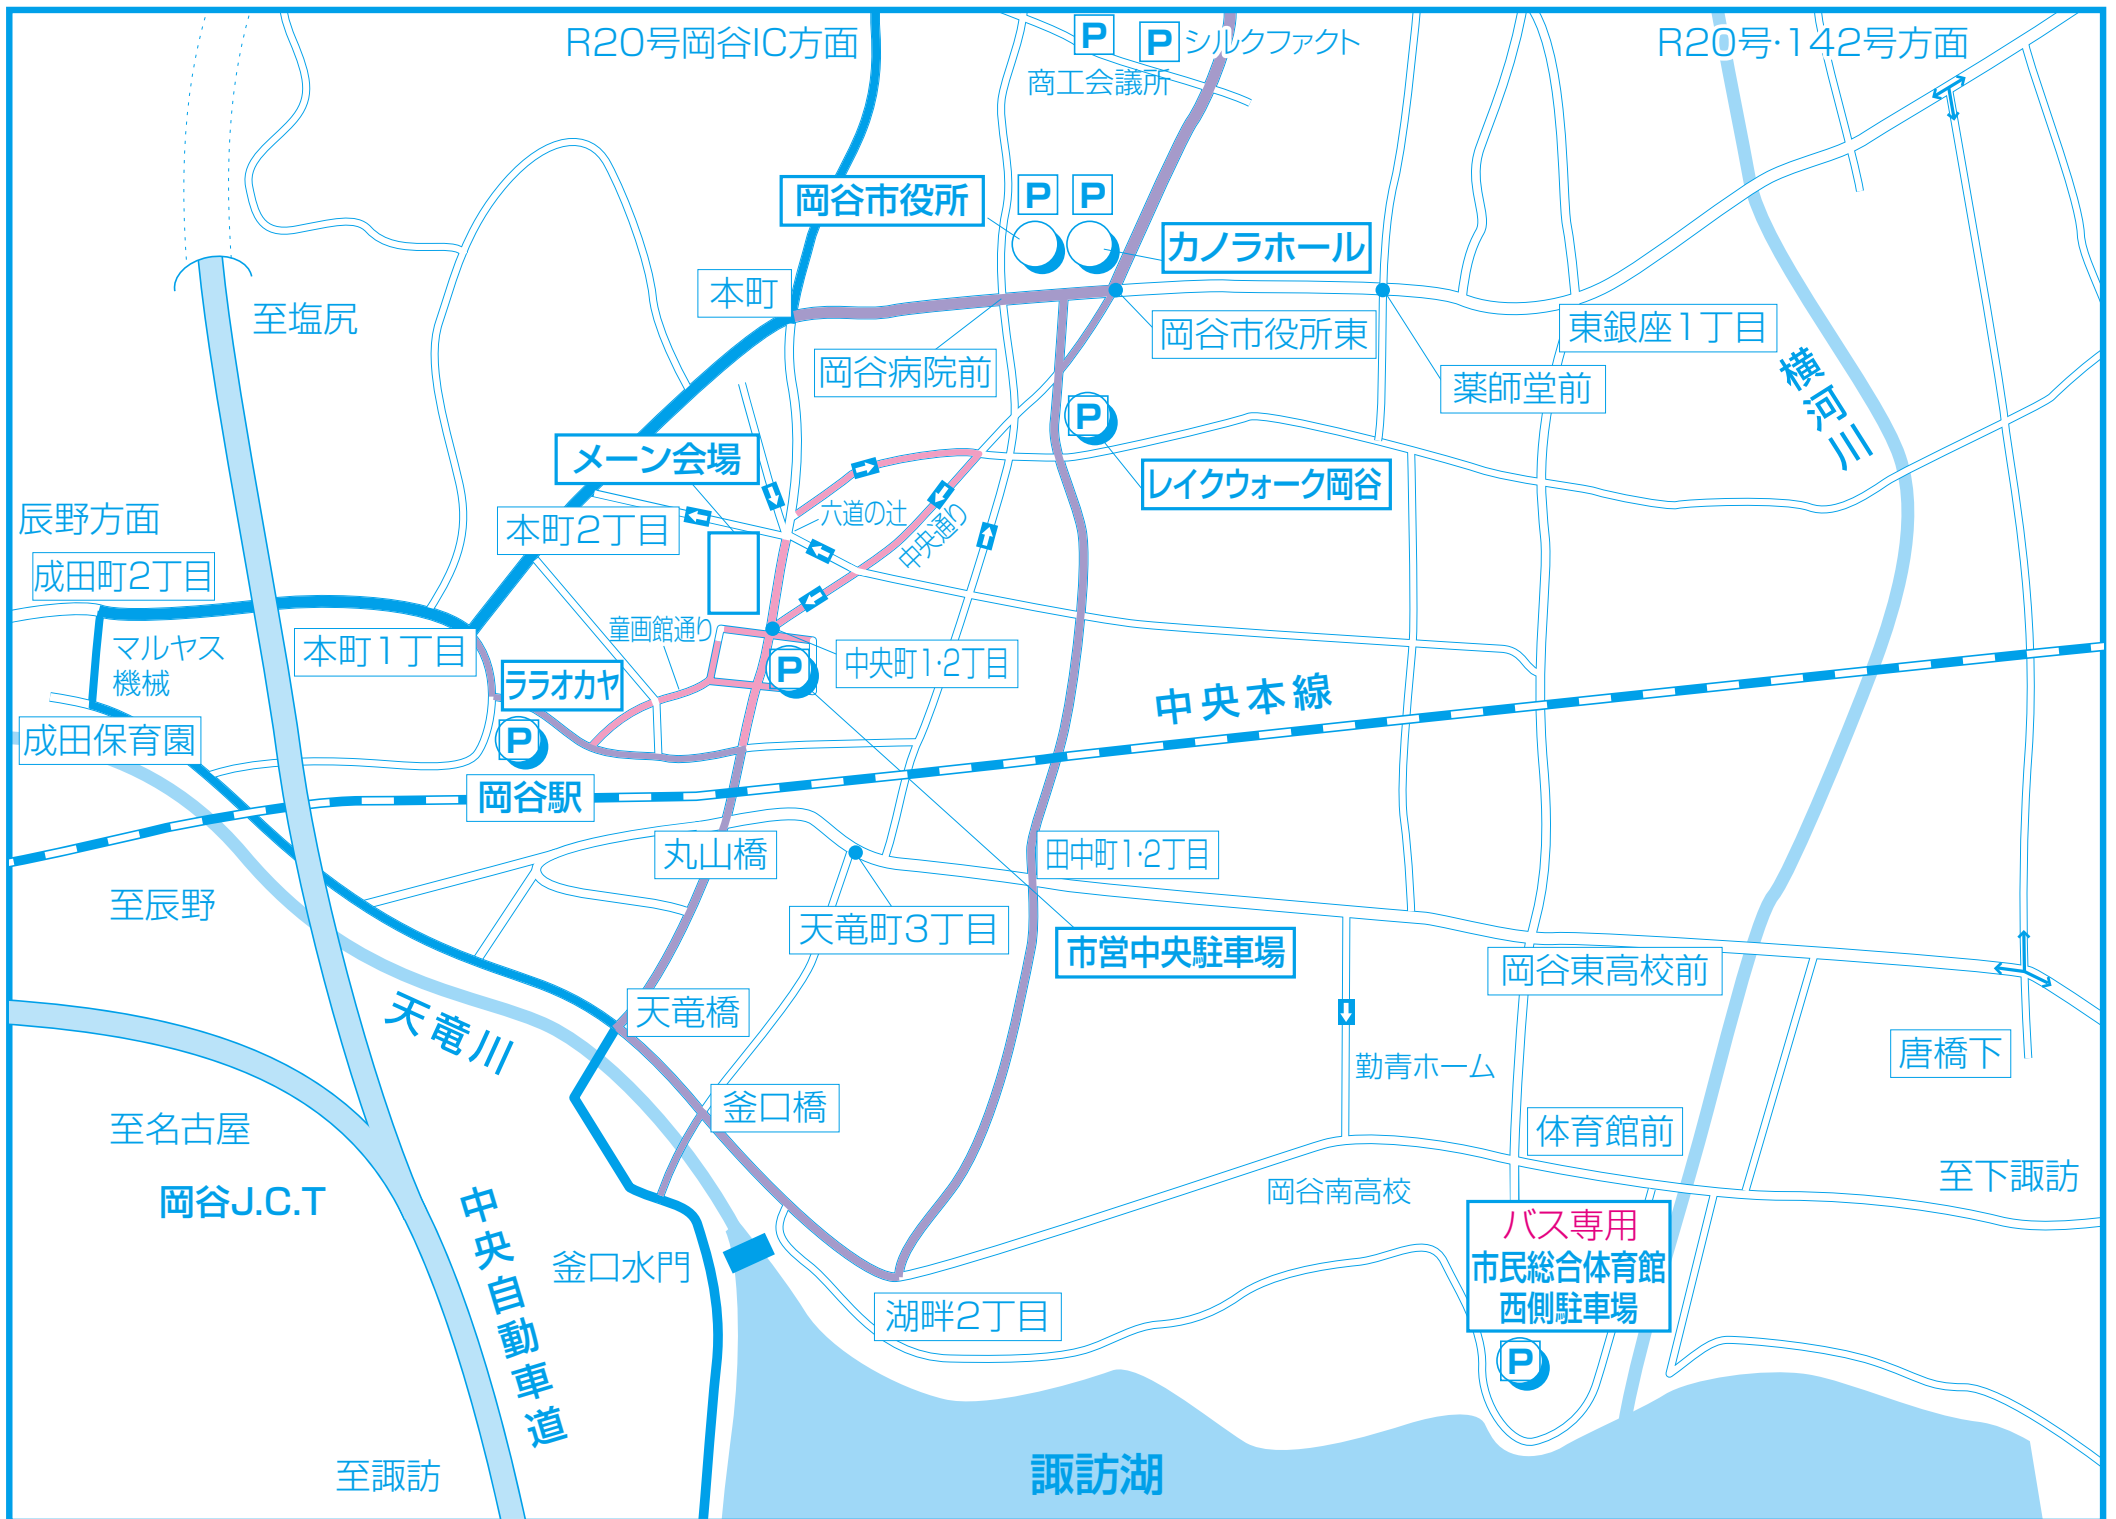 R20号岡谷IC方面
P
P シルクファクト
商工会議所
R20号・142号方面
岡谷市役所
P
P
カノラホール
本町
至塩尻
岡谷市役所東
東銀座1丁目
岡谷病院前
薬師堂前
横河川
P
メーン会場
レイクウォーク岡谷
六道の辻
中央通り
辰野方面
本町2丁目
成田町2丁目
童画館通り
マルヤス
機械
本町1丁目
中央町1・2丁目
ララオカヤ
P
中央本線
成田保育園
P
岡谷駅
丸山橋
田中町1・2丁目
至辰野
天竜町3丁目
市営中央駐車場
岡谷東高校前
天竜橋
天竜川
唐橋下
勤青ホーム
釜口橋
至名古屋
体育館前
岡谷J.C.T
中央自動車道
岡谷南高校
至下諏訪
バス専用
市民総合体育館
西側駐車場
釜口水門
湖畔2丁目
P
至諏訪
諏訪湖